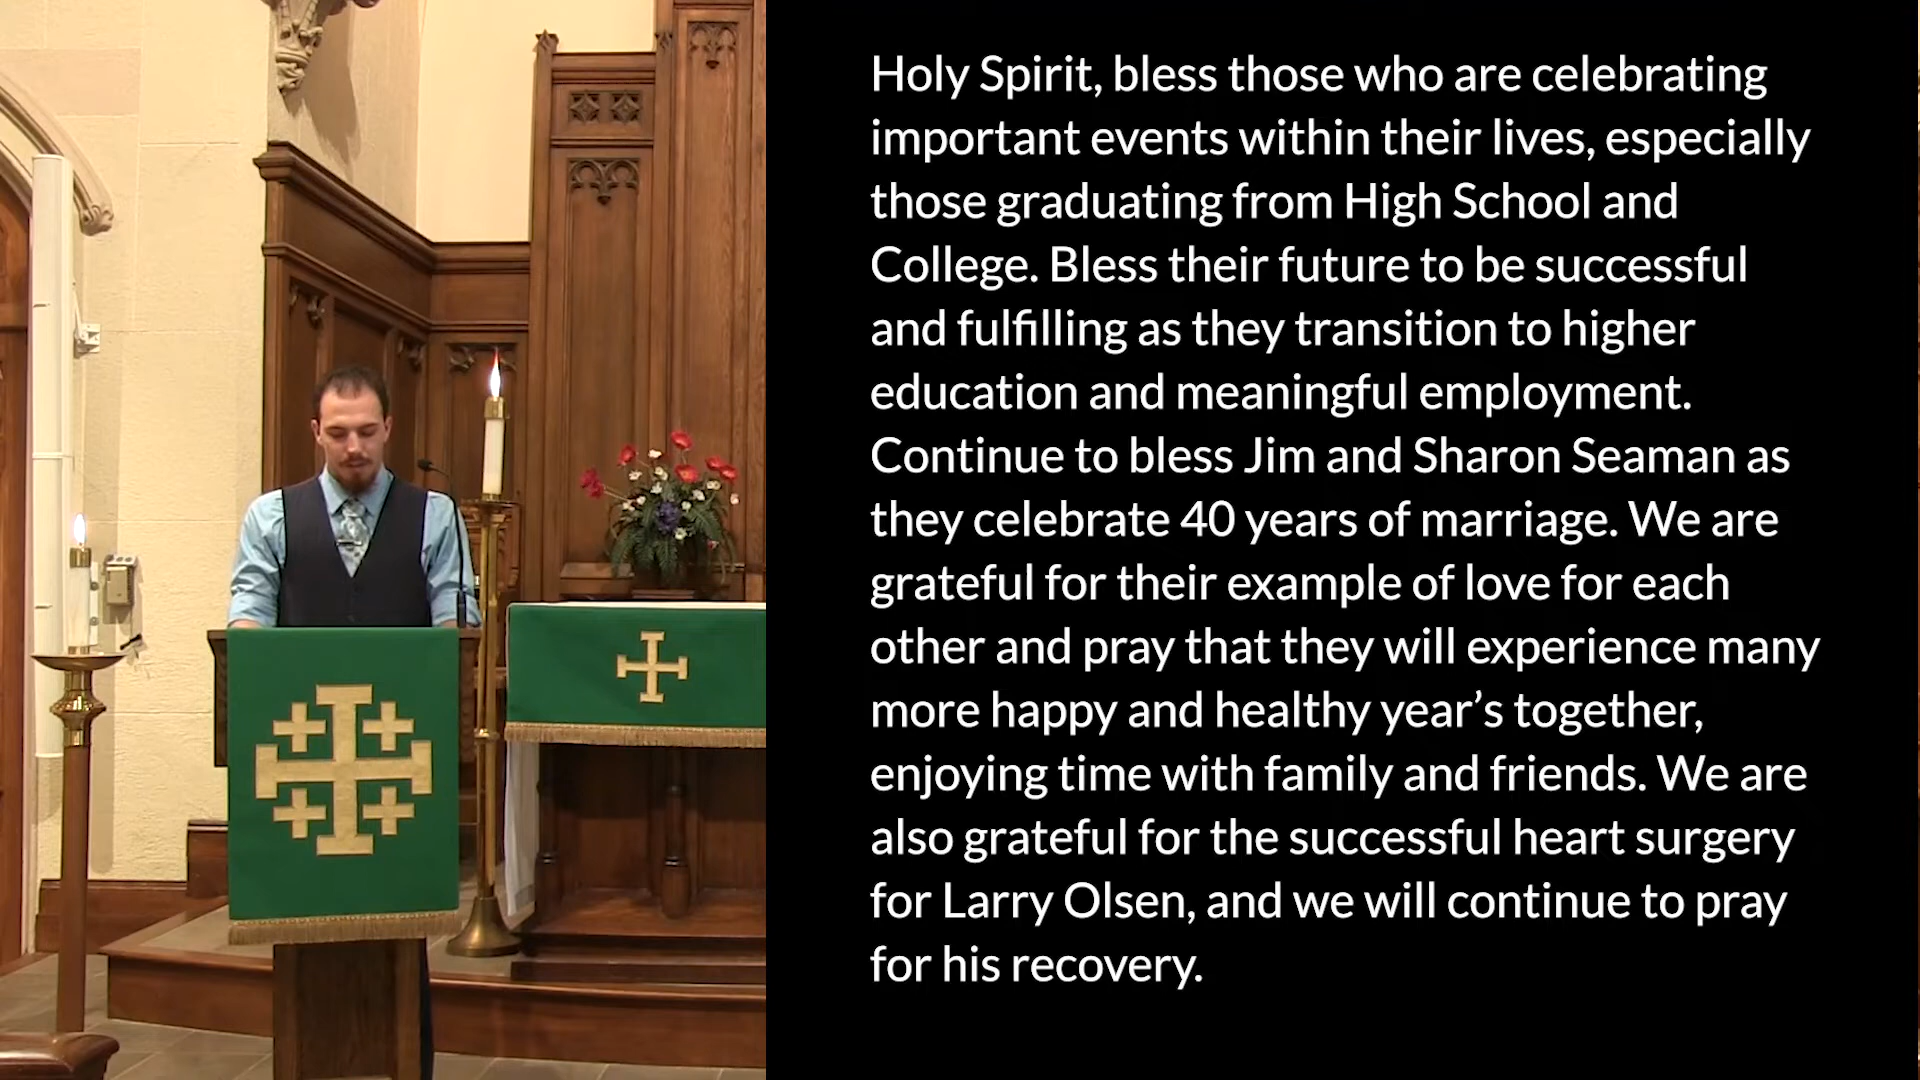 Holy Spirit, bless those who are celebrating
important events within their lives, especially
those graduating from High School and
College. Bless their future to be successful
and fulfilling as they transition to higher
education and meaningful employment.
Continue to bless Jim and Sharon Seaman as
they celebrate 40 years of marriage. We are
grateful for their example of love for each
other and pray that they will experience many
more happy and healthy year’s together,
enjoying time with family and friends. We are
also grateful for the successful heart surgery
for Larry Olsen, and we will continue to pray
for his recovery.